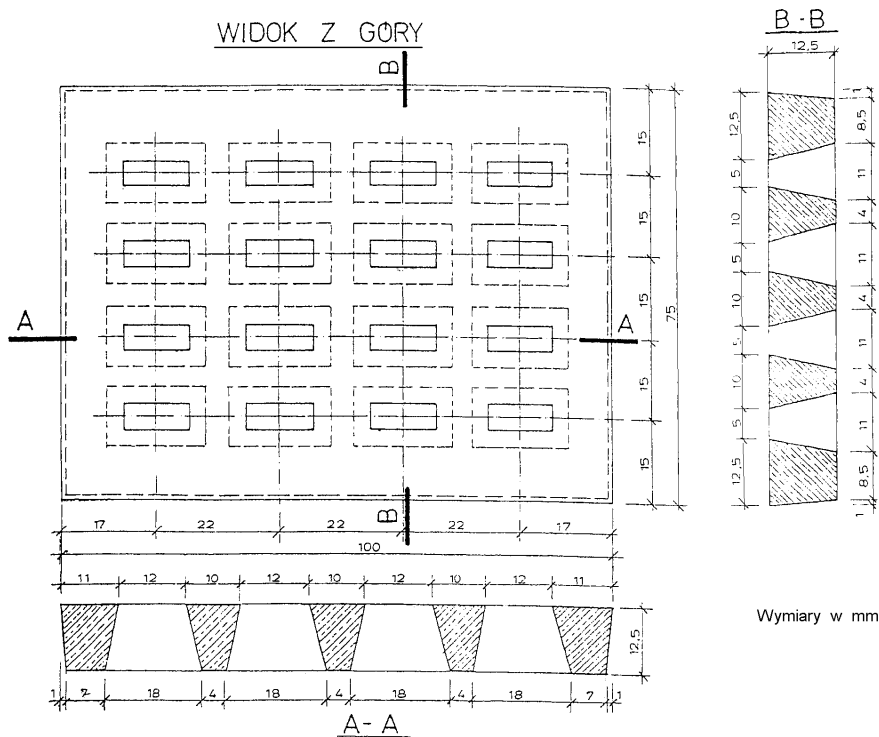 WIDOK Z GÓRY
B
A A
15
15
15
15
15
75
B
17 22 22 22 17
100
11 12 10 12 10 12 10 12 11
12,5
1 7 18 4 18 4 18 4 18 7 1
A-A
B-B
12,5
12,5 5 10 5 10 5 10 5 12,5
1 8,5 11 4 11 4 11 4 11 8,5 1
Wymiary w mm